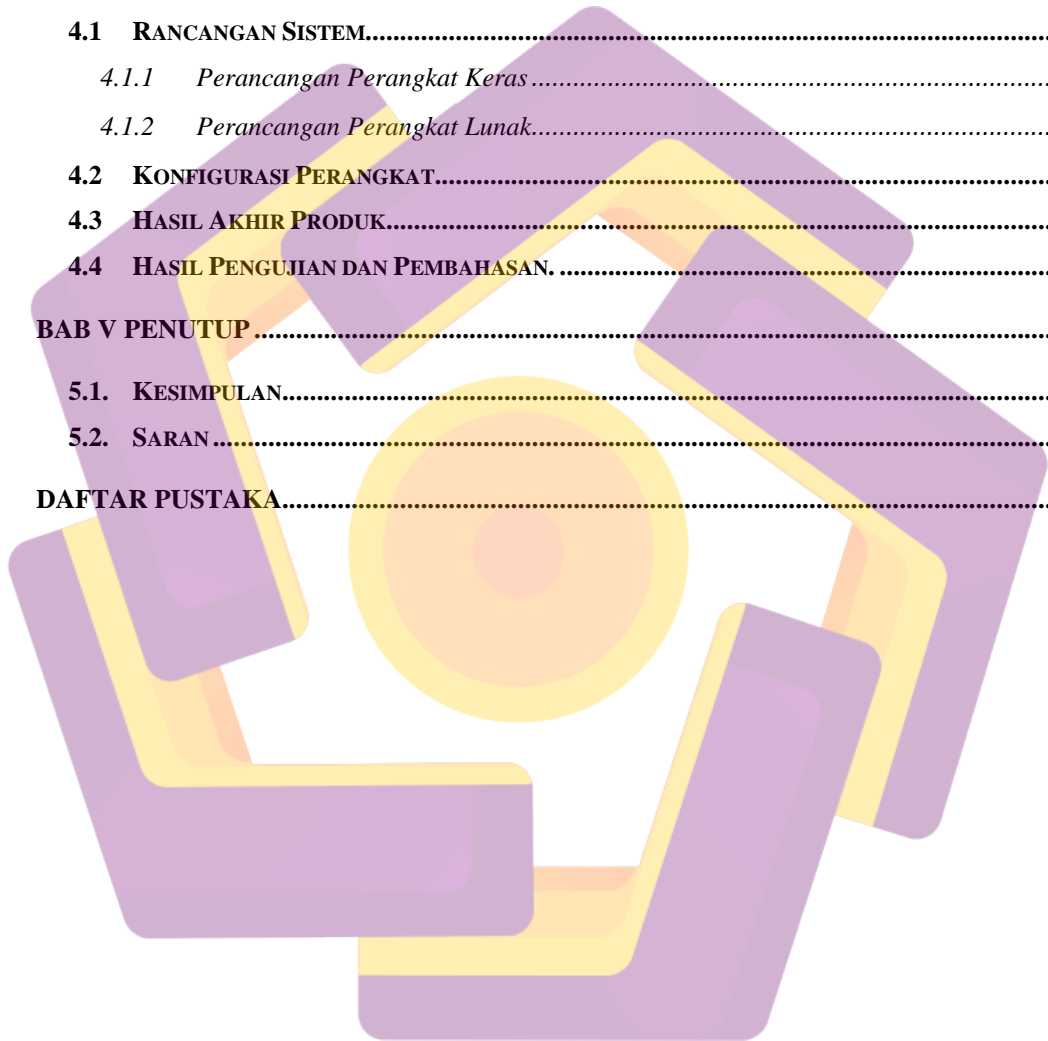 4.1 RANCANGAN SISTEM................................................................................
4.1.1 Perancangan Perangkat Keras................................................................................
4.1.2 Perancangan Perangkat Lunak................................................................................
4.2 KONFIGURASI PERANGKAT................................................................................
4.3 HASIL AKHIR PRODUK................................................................................
4.4 HASIL PENGUJIAN DAN PEMBAHASAN. ................................................................................
BAB V PENUTUP ................................................................................
5.1. KESIMPULAN................................................................................
5.2. SARAN ................................................................................
DAFTAR PUSTAKA................................................................................